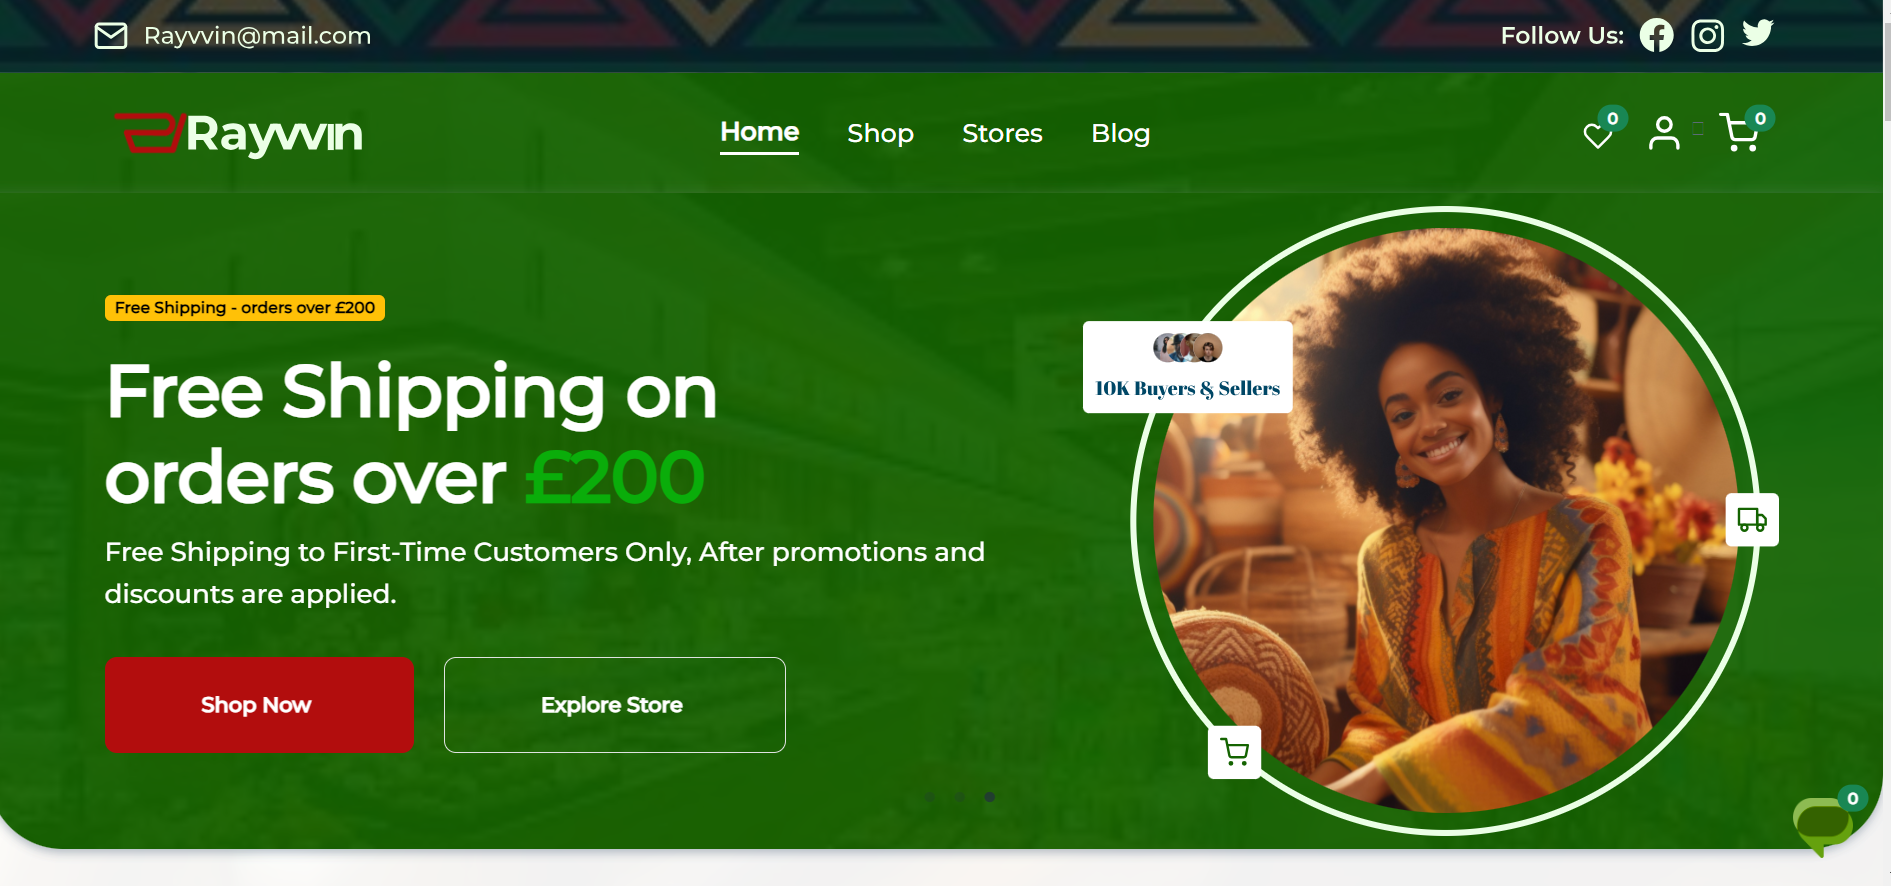 Rayvvin@mail.com
Follow Us:
Rayvvin
Home
Shop
Stores
Blog
0
0
Free Shipping - orders over £200
Free Shipping on
orders over £200
Free Shipping to First-Time Customers Only, After promotions and
discounts are applied.
Shop Now
Explore Store
10K Buyers & Sellers
0